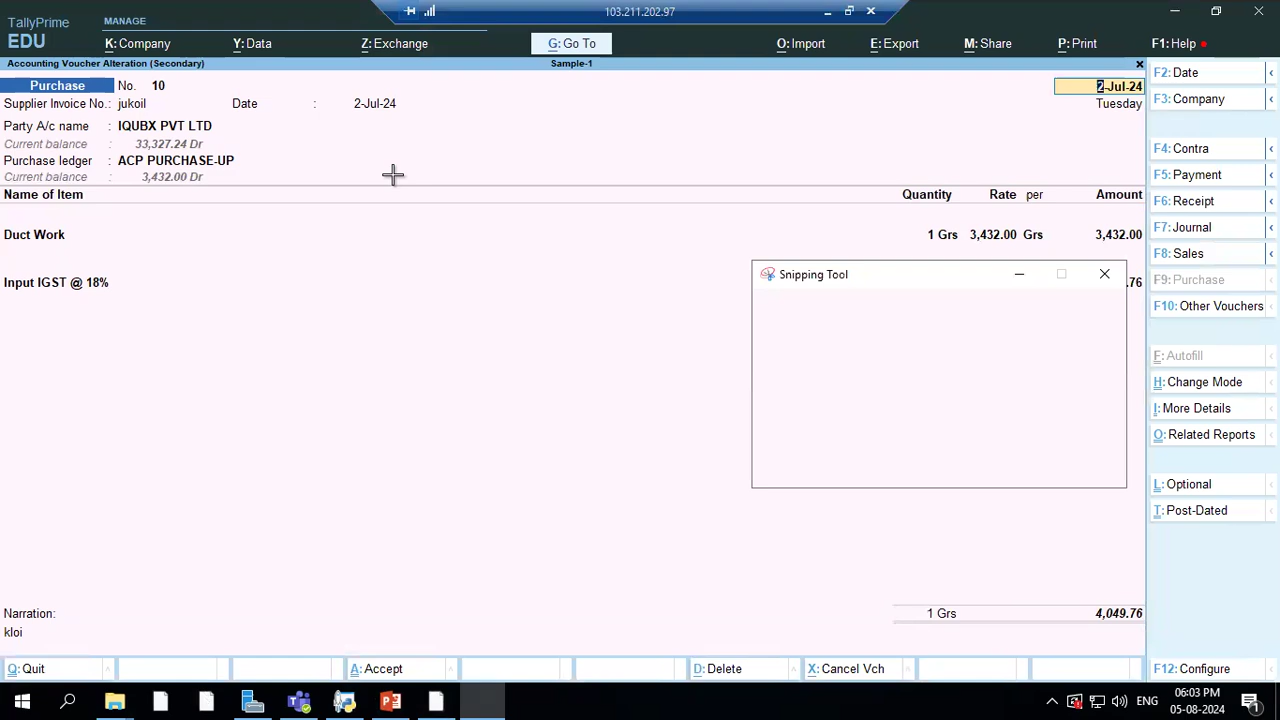 103.211.202.97
TallyPrime
EDU
MANAGE
K: Company
Y: Data
Z: Exchange
G: Go To
O: Import
E: Export
M: Share
P: Print
F1: Help
Accounting Voucher Alteration (Secondary)
Sample-1
Purchase No. 10
2-Jul-24
Supplier Invoice No.: jukoil Date : 2-Jul-24
Tuesday
Party A/c name : IQUBX PVT LTD
Current balance : 33,327.24 Dr
Purchase ledger : ACP PURCHASE-UP
Current balance : 3,432.00 Dr
Name of Item Quantity Rate per Amount
Duct Work 1 Grs 3,432.00 Grs 3,432.00
Input IGST @ 18% .76
Snipping Tool
Narration:
kloi
1 Grs 4,049.76
Q: Quit
A: Accept
D: Delete
X: Cancel Vch
F2: Date
F3: Company
F4: Contra
F5: Payment
F6: Receipt
F7: Journal
F8: Sales
F9: Purchase
F10: Other Vouchers
F: Autofill
H: Change Mode
I: More Details
O: Related Reports
L: Optional
T: Post-Dated
F12: Configure
ENG
06:03 PM
05-08-2024
1